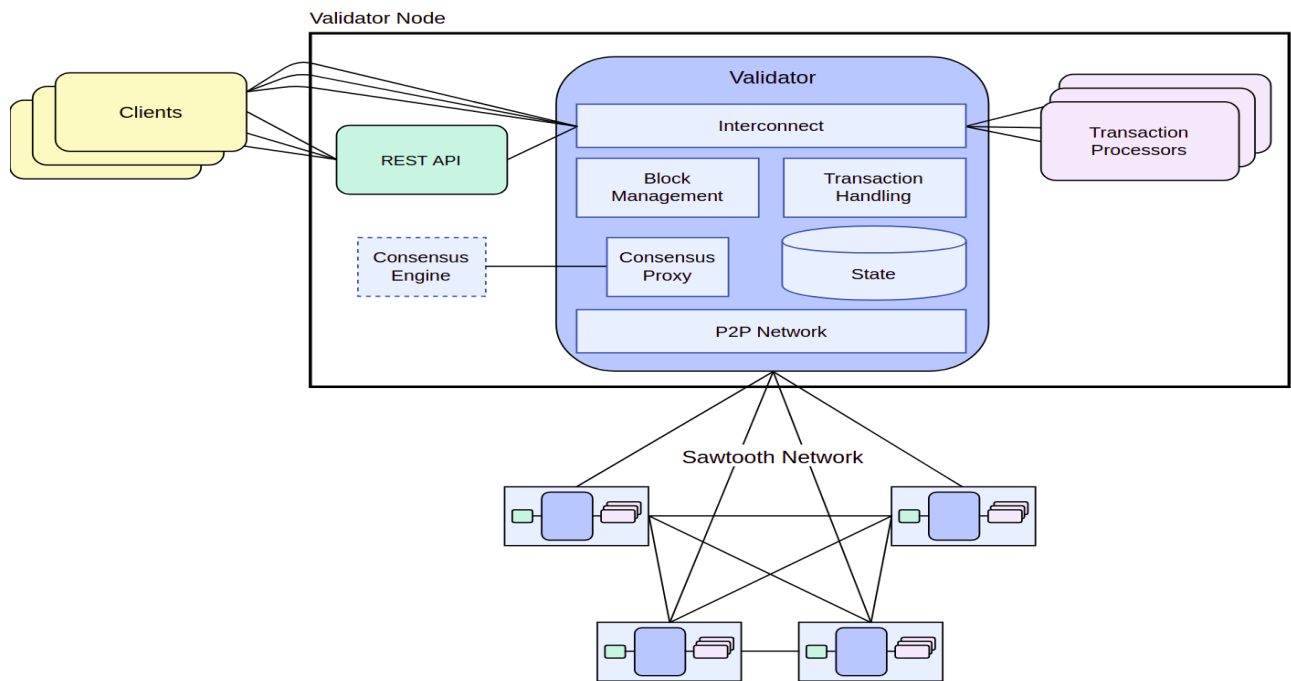 Validator Node
Validator
Clients
Interconnect
Transaction
Processors
REST API
Block
Management
Transaction
Handling
Consensus
Engine
Consensus
Proxy
State
P2P Network
Sawtooth Network